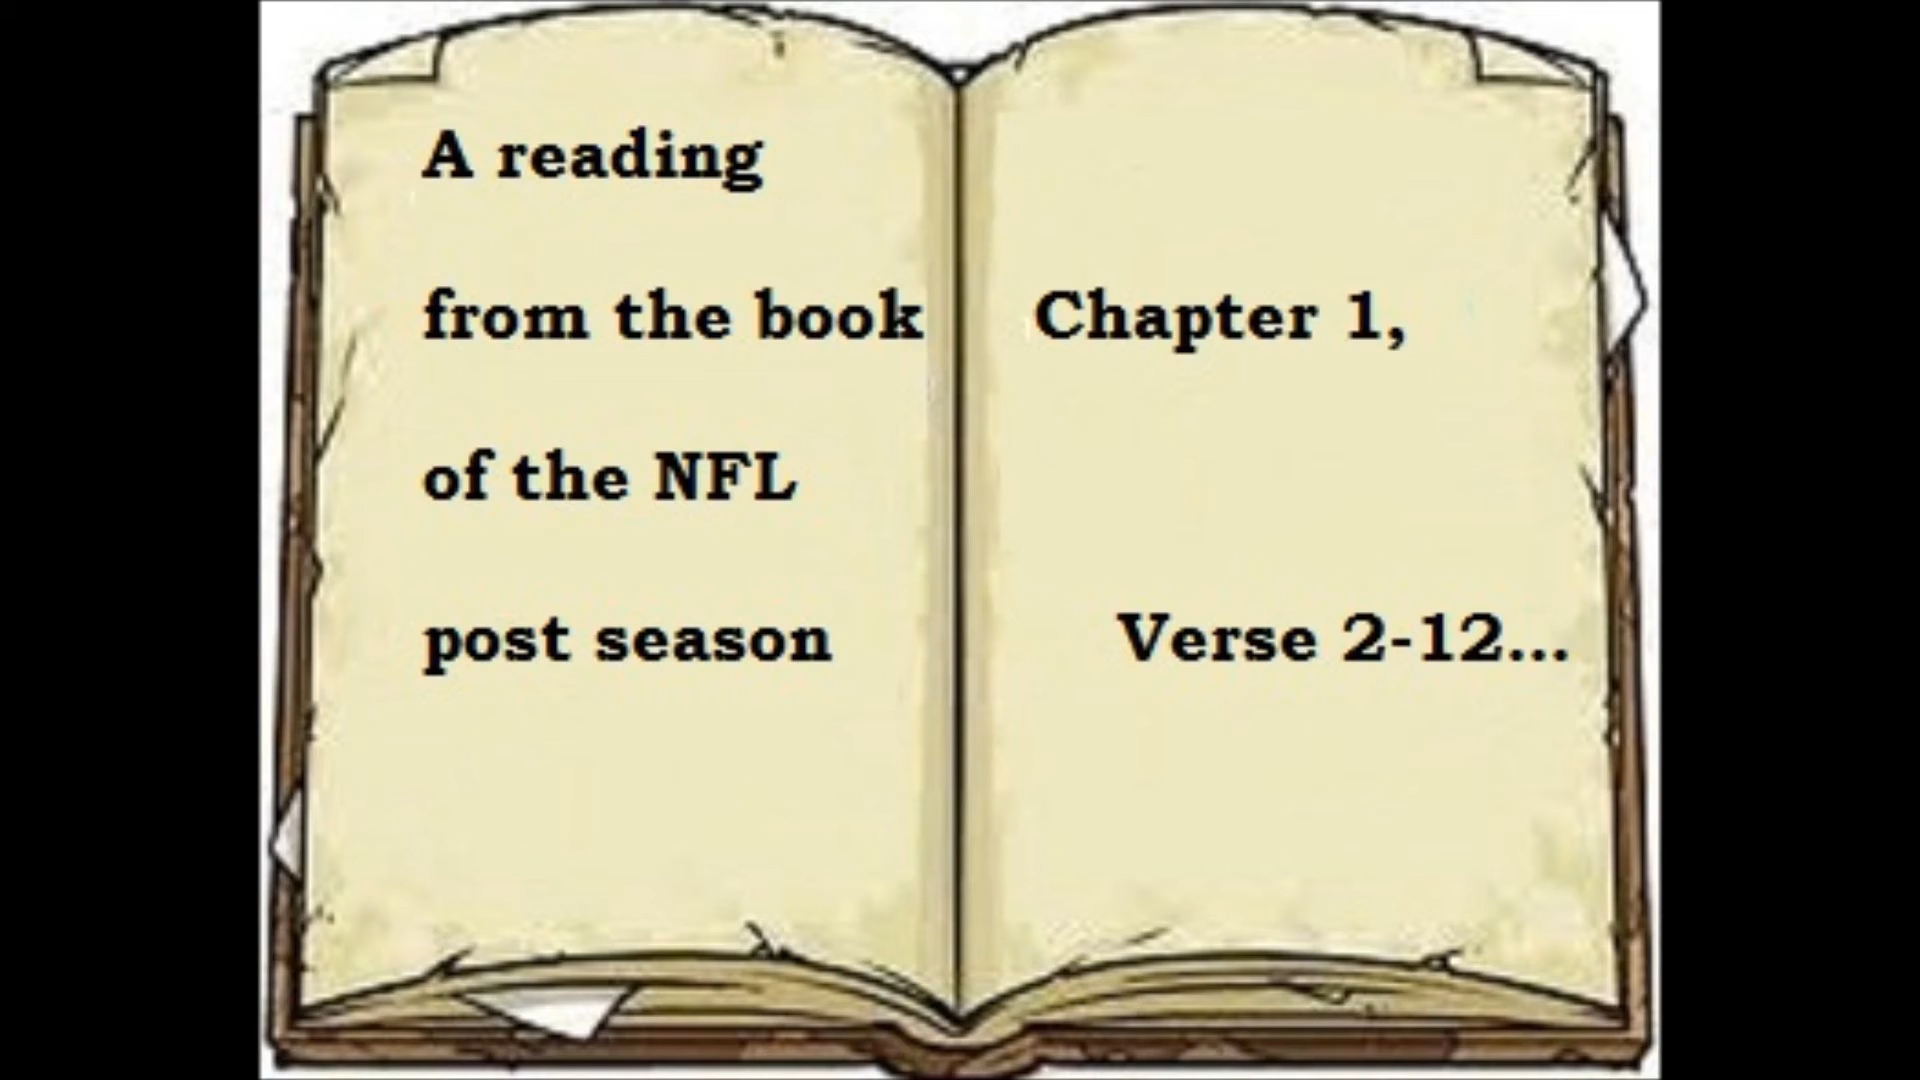 A reading
from the book
of the NFL
post season
Chapter 1,
Verse 2-12...